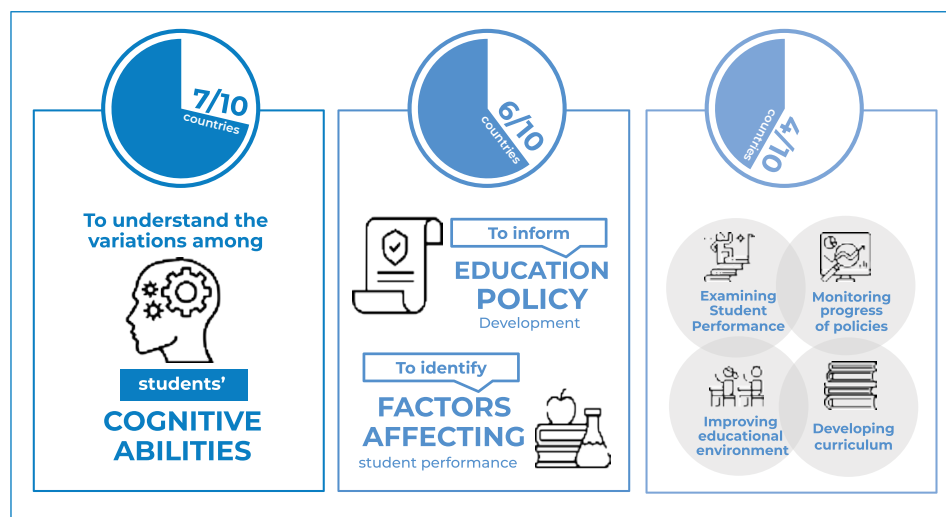 7/10
countries
To understand the
variations among
students’
COGNITIVE
ABILITIES
6/10
countries
To inform
EDUCATION
POLICY
Development
To identify
FACTORS
AFFECTING
student performance
4/10
countries
Examining
Student
Performance
Monitoring
progress
of policies
Improving
educational
environment
Developing
curriculum